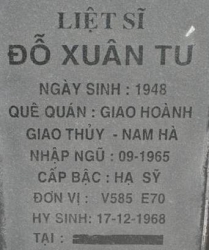 LIỆT SĨ
ĐỖ XUÂN TU
NGÀY SINH : 1948
QUÊ QUÁN : GIAO HOÀNH
GIAO THỦY - NAM HÀ
NHẬP NGŨ : 09-1965
CẤP BẬC : HẠ SỸ
ĐƠN VỊ : V585 E70
HY SINH: 17-12-1968
TẠI :